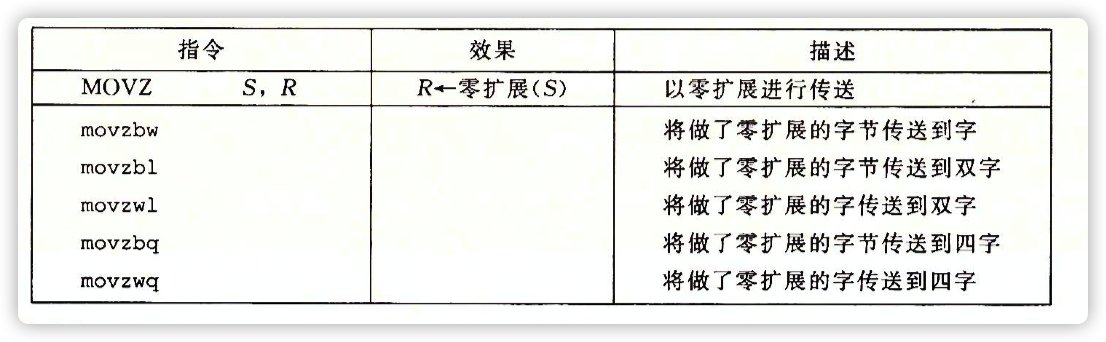 指令 效果 描述
MOVZ S, R R←零扩展(S) 以零扩展进行传送
movzbw 将做了零扩展的字节传送到字
movzbl 将做了零扩展的字节传送到双字
movzwl 将做了零扩展的字传送到双字
movzbq 将做了零扩展的字节传送到四字
movzwq 将做了零扩展的字传送到四字